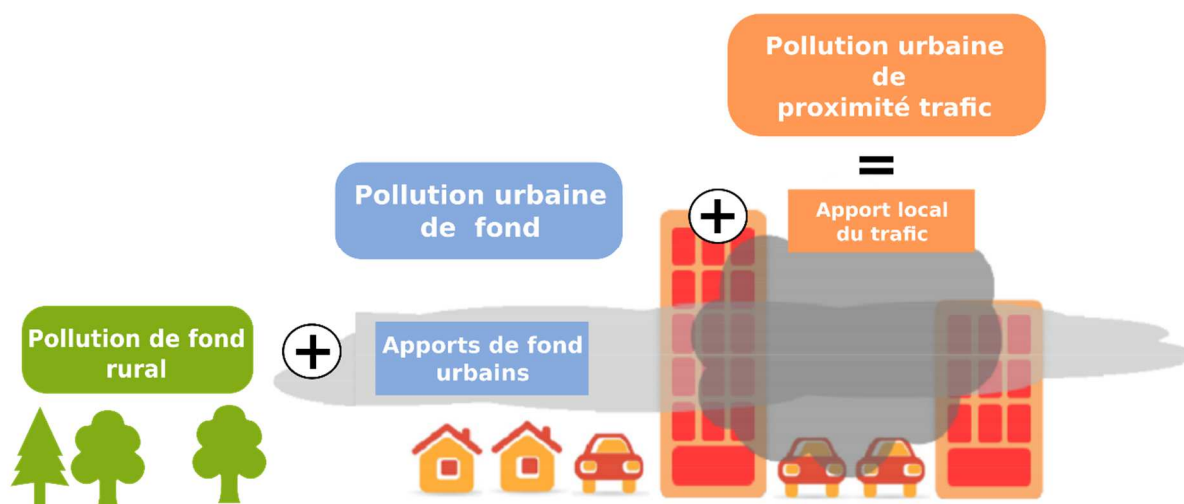 Pollution urbaine
de
proximité trafic
=
Pollution urbaine
de fond
+
Apport local
du trafic
Pollution de fond
rural
+
Apports de fond
urbains